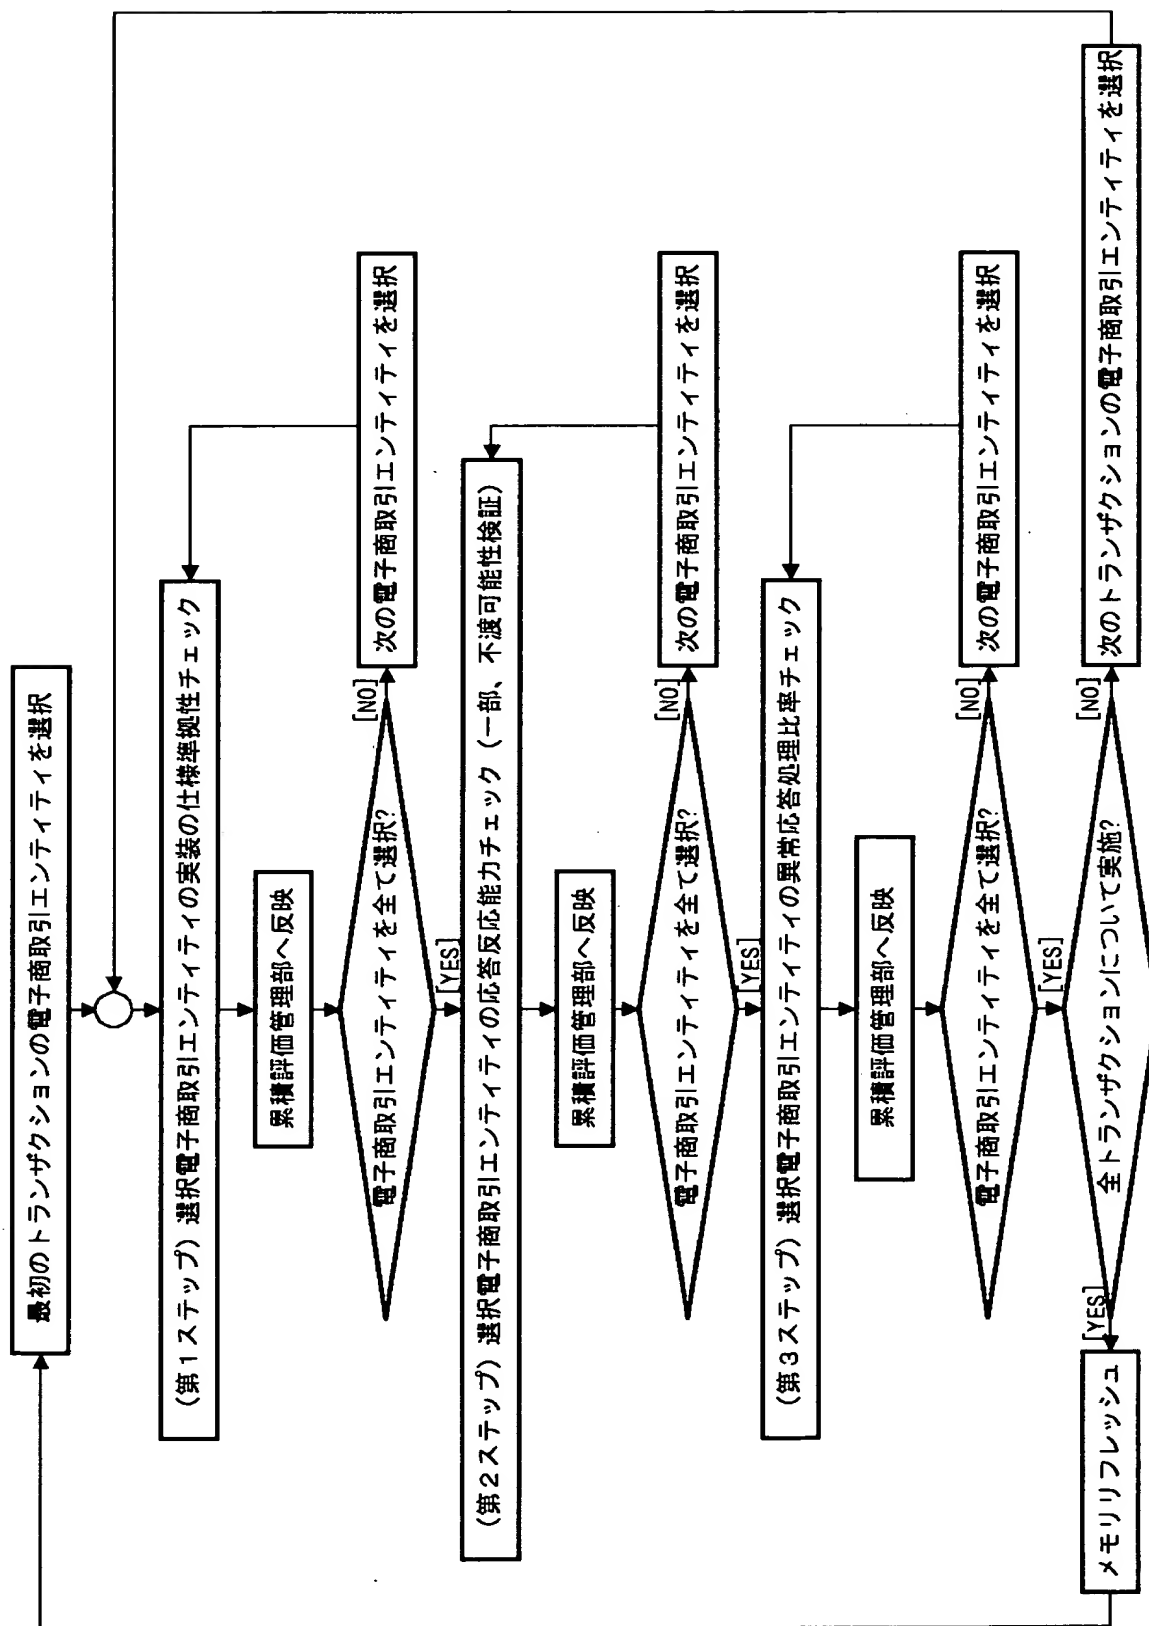 最初のトランザクションの電子商取引エンティティを選択
(第1ステップ) 選択電子商取引エンティティの実装の仕様準拠性チェック
累積評価管理部へ反映
電子商取引エンティティを全て選択?
[NO]
次の電子商取引エンティティを選択
[YES]
(第2ステップ) 選択電子商取引エンティティの応答反応能力チェック (一部、不渡可能性検証)
累積評価管理部へ反映
電子商取引エンティティを全て選択?
[NO]
次の電子商取引エンティティを選択
[YES]
(第3ステップ) 選択電子商取引エンティティの異常応答処理比率チェック
累積評価管理部へ反映
電子商取引エンティティを全て選択?
[NO]
次の電子商取引エンティティを選択
[YES]
全トランザクションについて実施?
[NO]
次のトランザクションの電子商取引エンティティを選択
[YES]
メモリリフレッシュ